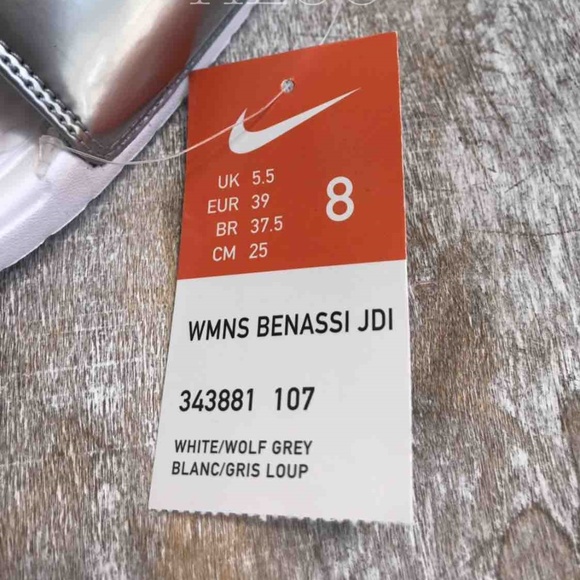 UK 5.5
EUR 39
BR 37.5
CM 25
8
WMNS BENASSI JDI
343881 107
WHITE/WOLF GREY
BLANC/GRIS LOUP